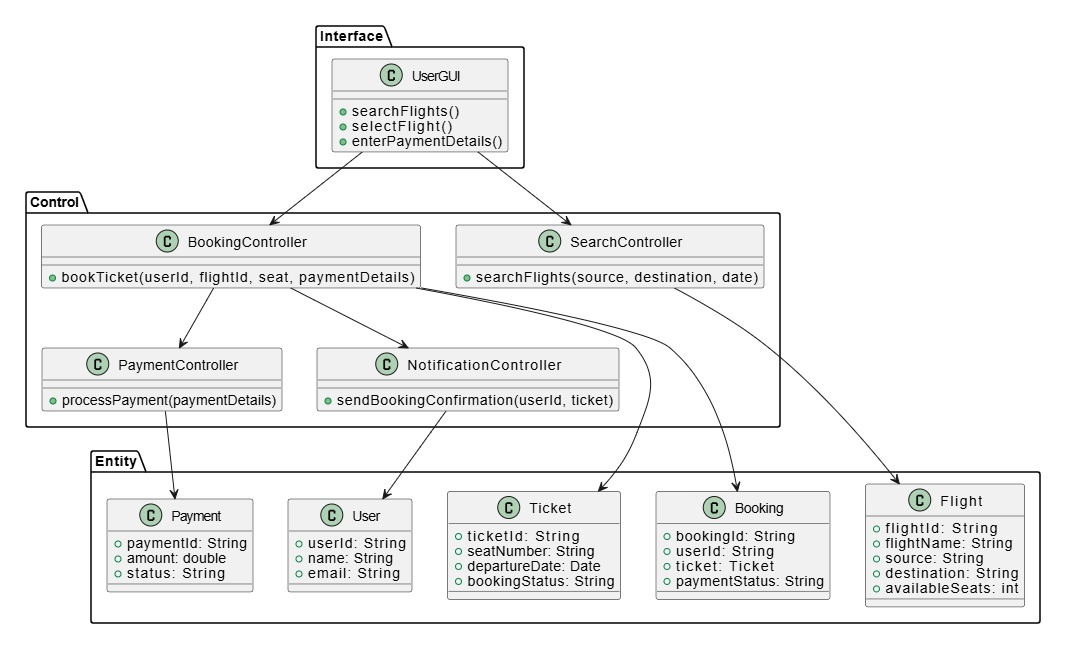 Interface
C UserGUI
searchFlights()
selectFlight()
enterPaymentDetails()
Control
C BookingController
bookTicket(userId, flightId, seat, paymentDetails)
C SearchController
searchFlights(source, destination, date)
C PaymentController
processPayment(paymentDetails)
C NotificationController
sendBookingConfirmation(userId, ticket)
Entity
C Payment
paymentId: String
amount: double
status: String
C User
userId: String
name: String
email: String
C Ticket
ticketId: String
seatNumber: String
departureDate: Date
bookingStatus: String
C Booking
bookingId: String
userId: String
ticket: Ticket
paymentStatus: String
C Flight
flightId: String
flightName: String
source: String
destination: String
availableSeats: int